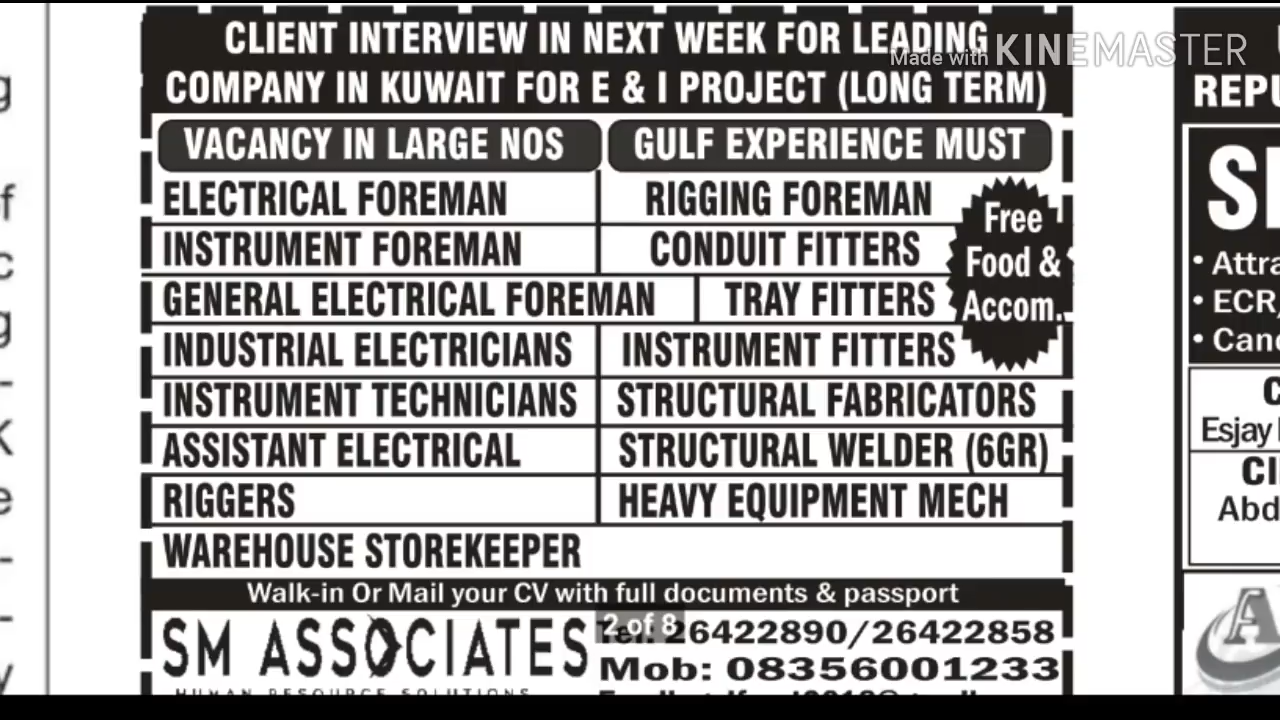 CLIENT INTERVIEW IN NEXT WEEK FOR LEADING
Made with KINEMASTER
COMPANY IN KUWAIT FOR E & I PROJECT (LONG TERM)
VACANCY IN LARGE NOS GULF EXPERIENCE MUST
ELECTRICAL FOREMAN RIGGING FOREMAN
INSTRUMENT FOREMAN CONDUIT FITTERS
GENERAL ELECTRICAL FOREMAN TRAY FITTERS
Free
Food &
Accom.
INDUSTRIAL ELECTRICIANS INSTRUMENT FITTERS
INSTRUMENT TECHNICIANS STRUCTURAL FABRICATORS
ASSISTANT ELECTRICAL STRUCTURAL WELDER (6GR)
RIGGERS HEAVY EQUIPMENT MECH
WAREHOUSE STOREKEEPER
Walk-in Or Mail your CV with full documents & passport
SM ASSOCIATES
HUMAN RESOURCE SOLUTIONS
2 of 8
Tel: 26422890/26422858
Mob: 08356001233
REPU
• Attra
• ECR/
• Canc
Esjay
Abd